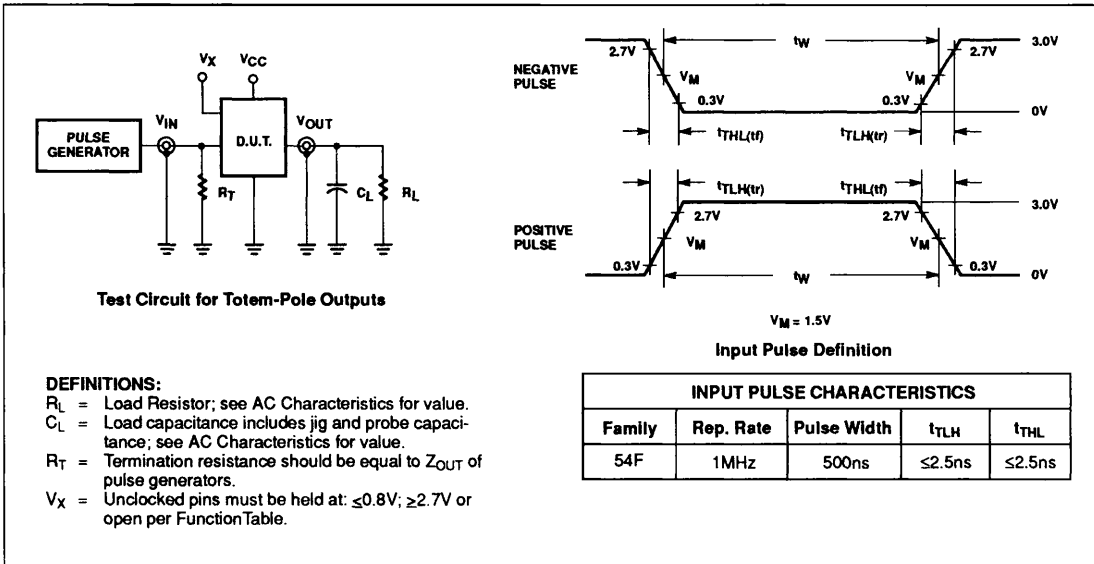 VX
VCC
VIN
VOUT
PULSE
GENERATOR
D.U.T.
RT
CL
RL
Test Circuit for Totem-Pole Outputs
NEGATIVE
PULSE
2.7V
tW
2.7V
3.0V
VM
VM
0.3V
0.3V
0V
tTHL(tf)
tTLH(tr)
tTLH(tr)
tTHL(tf)
POSITIVE
PULSE
2.7V
2.7V
3.0V
VM
VM
0.3V
0.3V
tW
0V
VM = 1.5V
Input Pulse Definition
DEFINITIONS:
RL = Load Resistor; see AC Characteristics for value.
CL = Load capacitance includes jig and probe capaci-
tance; see AC Characteristics for value.
RT = Termination resistance should be equal to ZOUT of
pulse generators.
VX = Unclocked pins must be held at: ≤0.8V; ≥2.7V or
open per FunctionTable.
INPUT PULSE CHARACTERISTICS
Family Rep. Rate Pulse Width tTLH tTHL
54F 1MHz 500ns ≤2.5ns ≤2.5ns